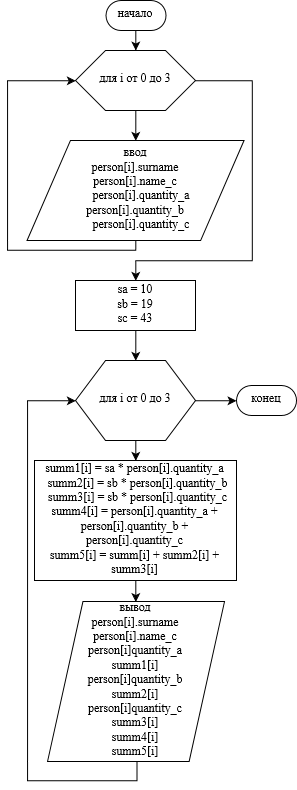 начало
для i от 0 до 3
ввод
person[i].surname
person[i].name_c
person[i].quantity_a
person[i].quantity_b
person[i].quantity_c
sa = 10
sb = 19
sc = 43
для i от 0 до 3
конец
summ1[i] = sa * person[i].quantity_a
summ2[i] = sb * person[i].quantity_b
summ3[i] = sb * person[i].quantity_c
summ4[i] = person[i].quantity_a +
person[i].quantity_b +
person[i].quantity_c
summ5[i] = summ[i] + summ2[i] +
summ3[i]
вывод
person[i].surname
person[i].name_c
person[i]quantity_a
summ1[i]
person[i]quantity_b
summ2[i]
person[i]quantity_c
summ3[i]
summ4[i]
summ5[i]